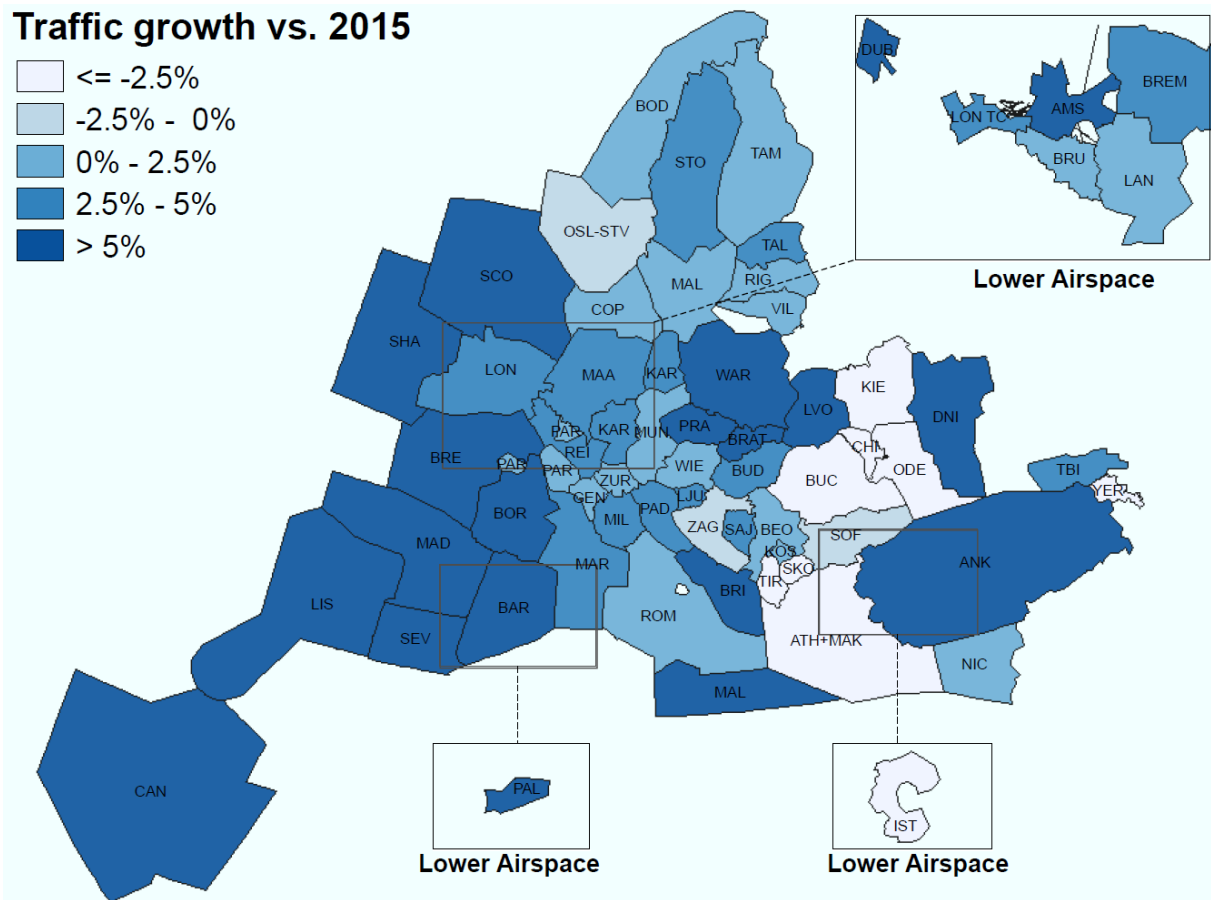 Traffic growth vs. 2015
<= -2.5%
-2.5% - 0%
0% - 2.5%
2.5% - 5%
> 5%
DUB
BREM
AMS
LON TC
BRU
LAN
Lower Airspace
BOD
STO
TAM
OSL-STV
TAL
SCO
RIG
MAL
COP
VIL
SHA
LON
MAA
KAR
WAR
KIE
LVO
DNI
PAR
KAR
MUN
PRA
BRAT
CHI
BRE
PAR
REI
PAR
WIE
BUD
ODE
TBI
ZUR
BUC
YER
GEN
LJU
BOR
MIL
PAD
ZAG
SAJ
BEO
SOF
MAD
KOS
MAR
SKO
TIR
ANK
BRI
LIS
BAR
ROM
SEV
ATH+MAK
NIC
MAL
CAN
PAL
Lower Airspace
IST
Lower Airspace